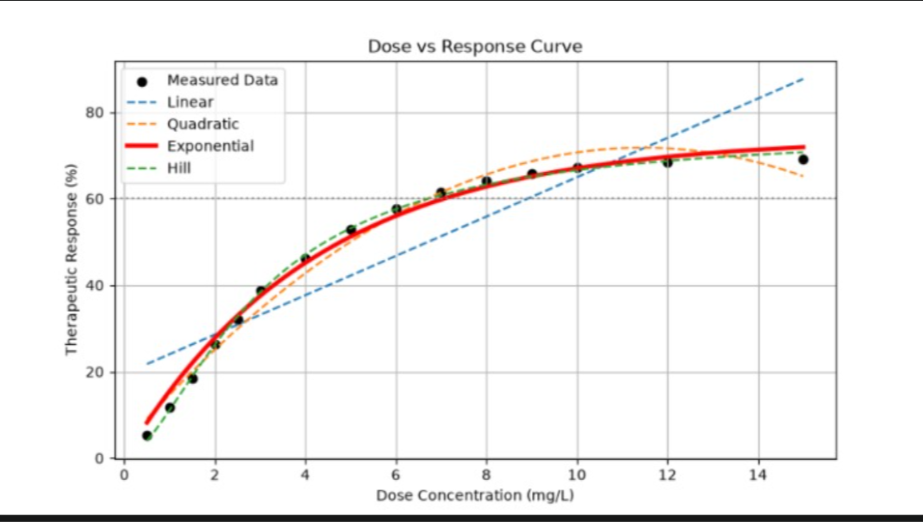 Dose vs Response Curve
Measured Data
Linear
Quadratic
Exponential
Hill
Therapeutic Response (%)
80
60
40
20
0
0 2 4 6 8 10 12 14
Dose Concentration (mg/L)